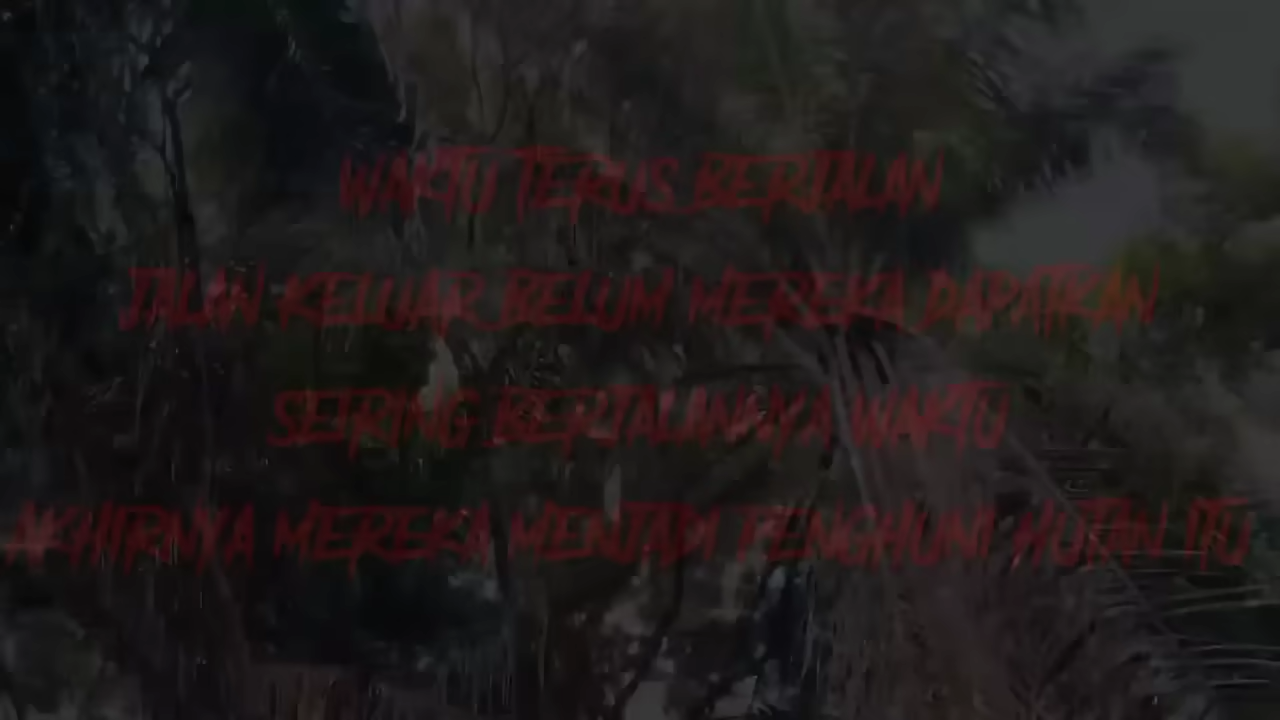 WAKTU TERUS BERJALAN
JALAN KELUAR BELUM MEREKA DAPATKAN
SEIRING BERJALANNYA WAKTU
AKHIRNYA MEREKA MENJADI PENGHUNI HUTAN ITU